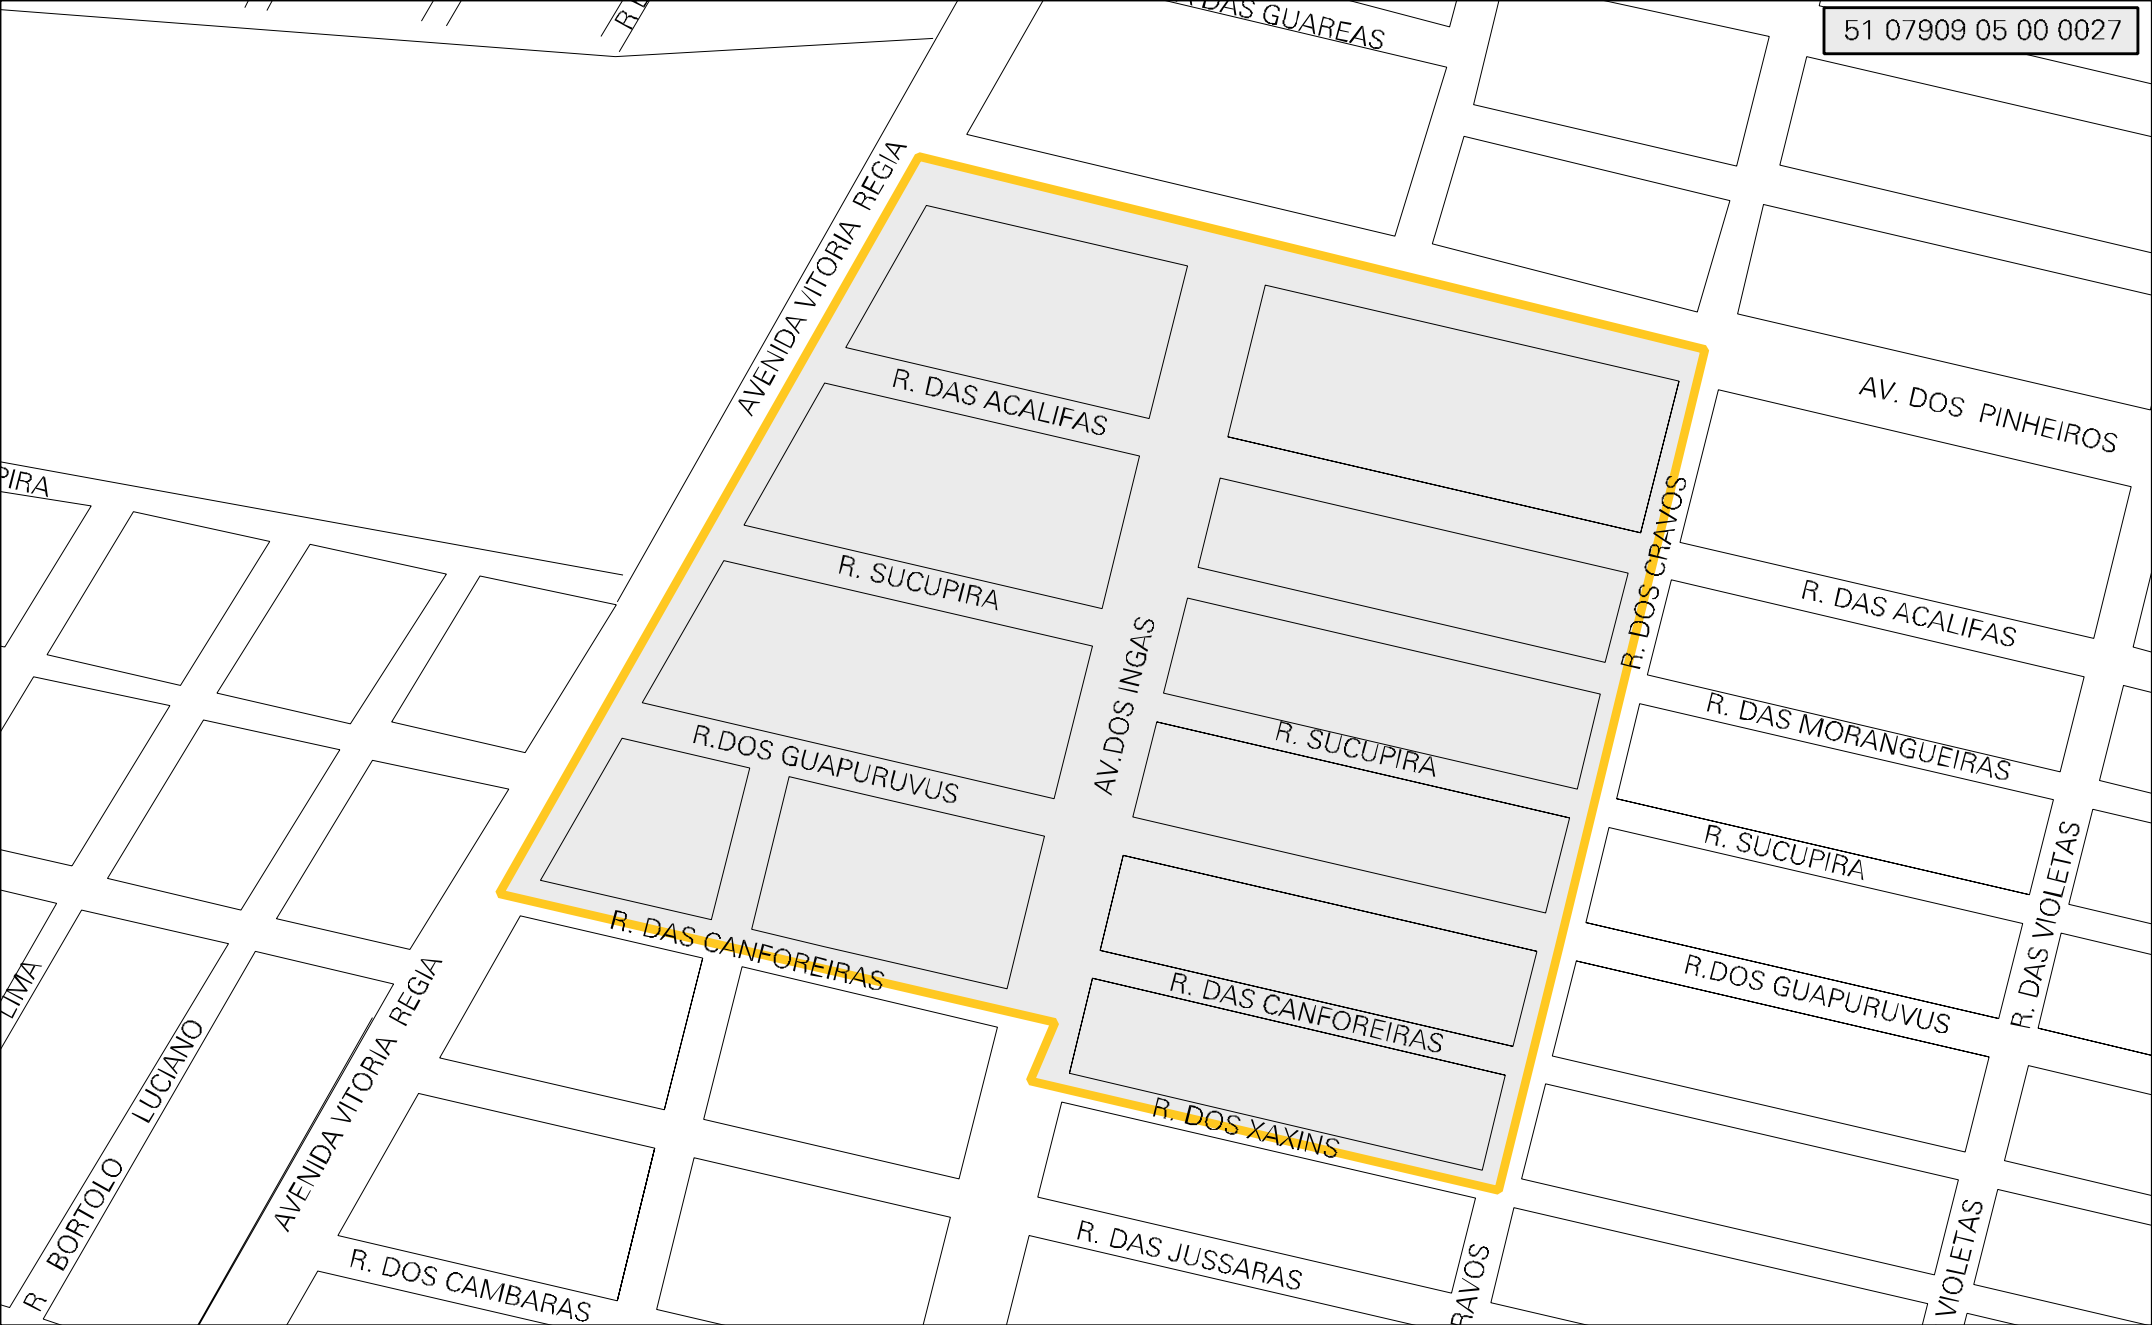 DAS GUAREAS
51 07909 05 00 0027
AVENIDA VITORIA REGIA
R. DAS ACALIFAS
AV. DOS PINHEIROS
PIRA
R. SUCUPIRA
R. DOS CRAVOS
R. DAS ACALIFAS
AV.DOS INGAS
R.DOS GUAPURUVUS
R. SUCUPIRA
R. DAS MORANGUEIRAS
R. SUCUPIRA
R. DAS VIOLETAS
R. DAS CANFOREIRAS
R.DOS GUAPURUVUS
LIMA
R. DAS CANFOREIRAS
AVENIDA VITORIA REGIA
R BORTOLO LUCIANO
R. DOS XAXINS
R. DAS JUSSARAS
R. DOS CAMBARAS
RAVOS
VIOLETAS